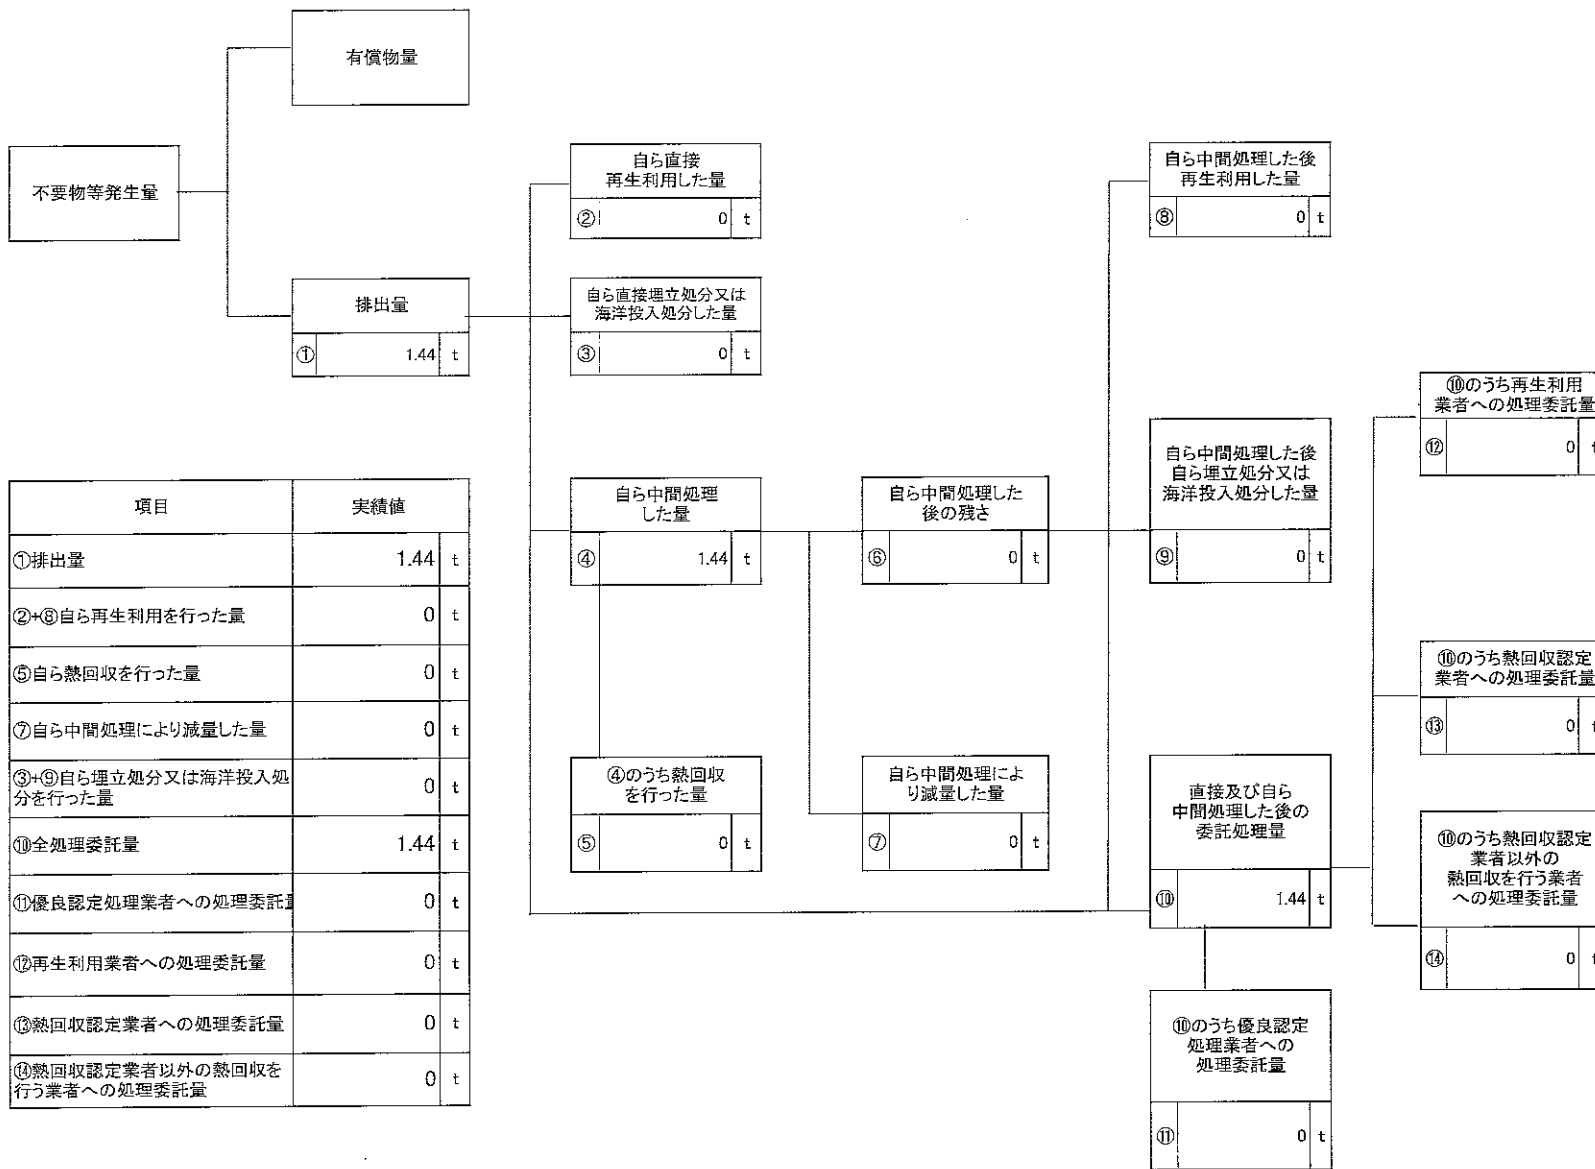 有償物量
不要物等発生量
排出量
① 1.44 t
自ら直接
再生利用した量
② 0 t
自ら直接埋立処分又は
海洋投入処分した量
③ 0 t
自ら中間処理
した量
④ 1.44 t
④のうち熱回収
を行った量
⑤ 0 t
自ら中間処理した
後の残さ
⑥ 0 t
自ら中間処理によ
り減量した量
⑦ 0 t
自ら中間処理した後
再生利用した量
⑧ 0 t
自ら中間処理した後
自ら埋立処分又は
海洋投入処分した量
⑨ 0 t
直接及び自ら
中間処理した後の
委託処理量
⑩ 1.44 t
⑩のうち優良認定
処理業者への
処理委託量
⑪ 0 t
⑩のうち再生利用
業者への処理委託量
⑫ 0 t
⑩のうち熱回収認定
業者への処理委託量
⑬ 0 t
⑩のうち熱回収認定
業者以外の
熱回収を行う業者
への処理委託量
⑭ 0 t
項目 実績値
①排出量 1.44 t
②+⑧自ら再生利用を行った量 0 t
⑤自ら熱回収を行った量 0 t
⑦自ら中間処理により減量した量 0 t
③+⑨自ら埋立処分又は海洋投入処
分を行った量 0 t
⑩全処理委託量 1.44 t
⑪優良認定処理業者への処理委託量 0 t
⑫再生利用業者への処理委託量 0 t
⑬熱回収認定業者への処理委託量 0 t
⑭熱回収認定業者以外の熱回収を
行う業者への処理委託量 0 t